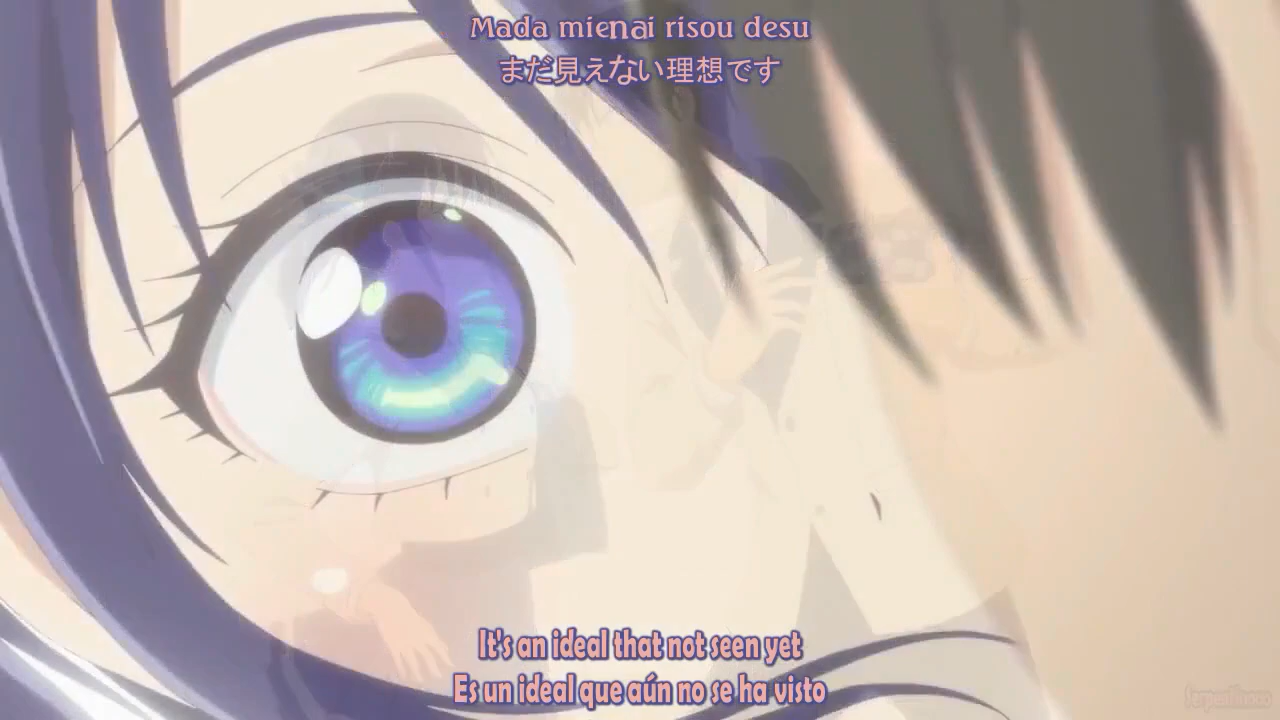 Mada mienai risou desu
まだ見えない理想です
It's an ideal that not seen yet
Es un ideal que aún no se ha visto